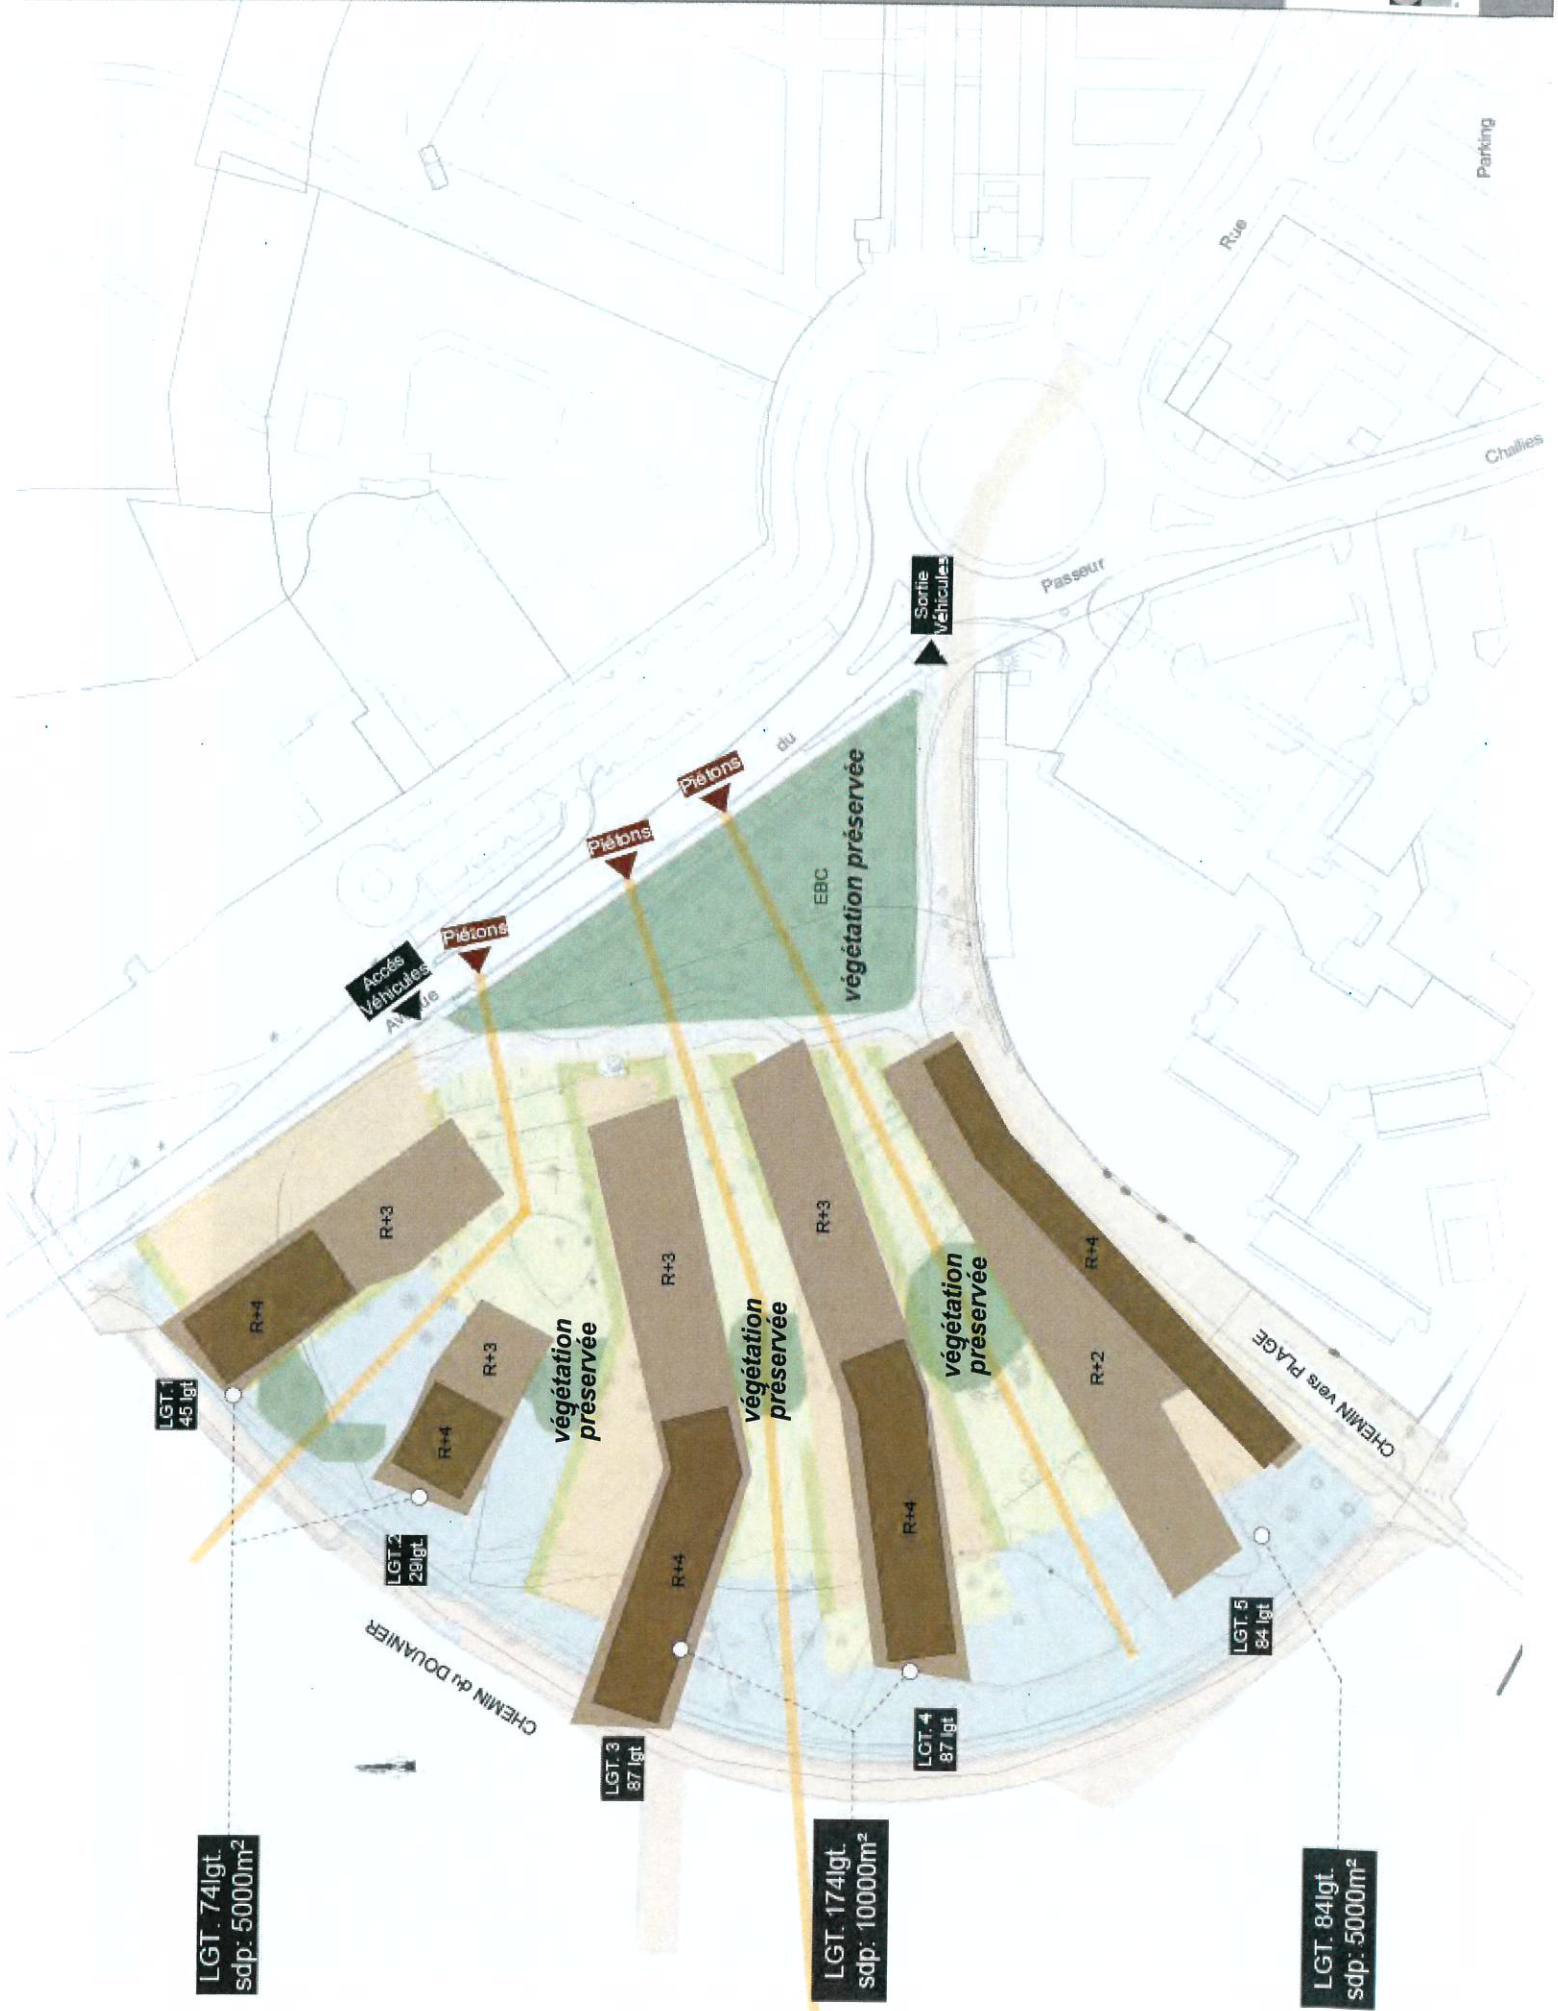 LGT. 74lgt.
sdp: 5000m²
LGT. 174lgt.
sdp: 10000m²
LGT. 84lgt.
sdp: 5000m²
LGT. 1
45 lgt
LGT. 2
29lgt.
LGT. 3
87 lgt
LGT. 4
87 lgt
LGT. 5
84 lgt
CHEMIN du DOUANIER
CHEMIN vers PLAGE
R+4
R+3
R+4
R+3
R+4
R+3
R+4
R+3
R+2
R+4
végétation
préservée
végétation
préservée
végétation
préservée
EBC
végétation préservée
Accés
Véhicules
Piétons
Piétons
Piétons
Sortie
Véhicules
Avenue
du
Passeur
Challies
Rue
Parking